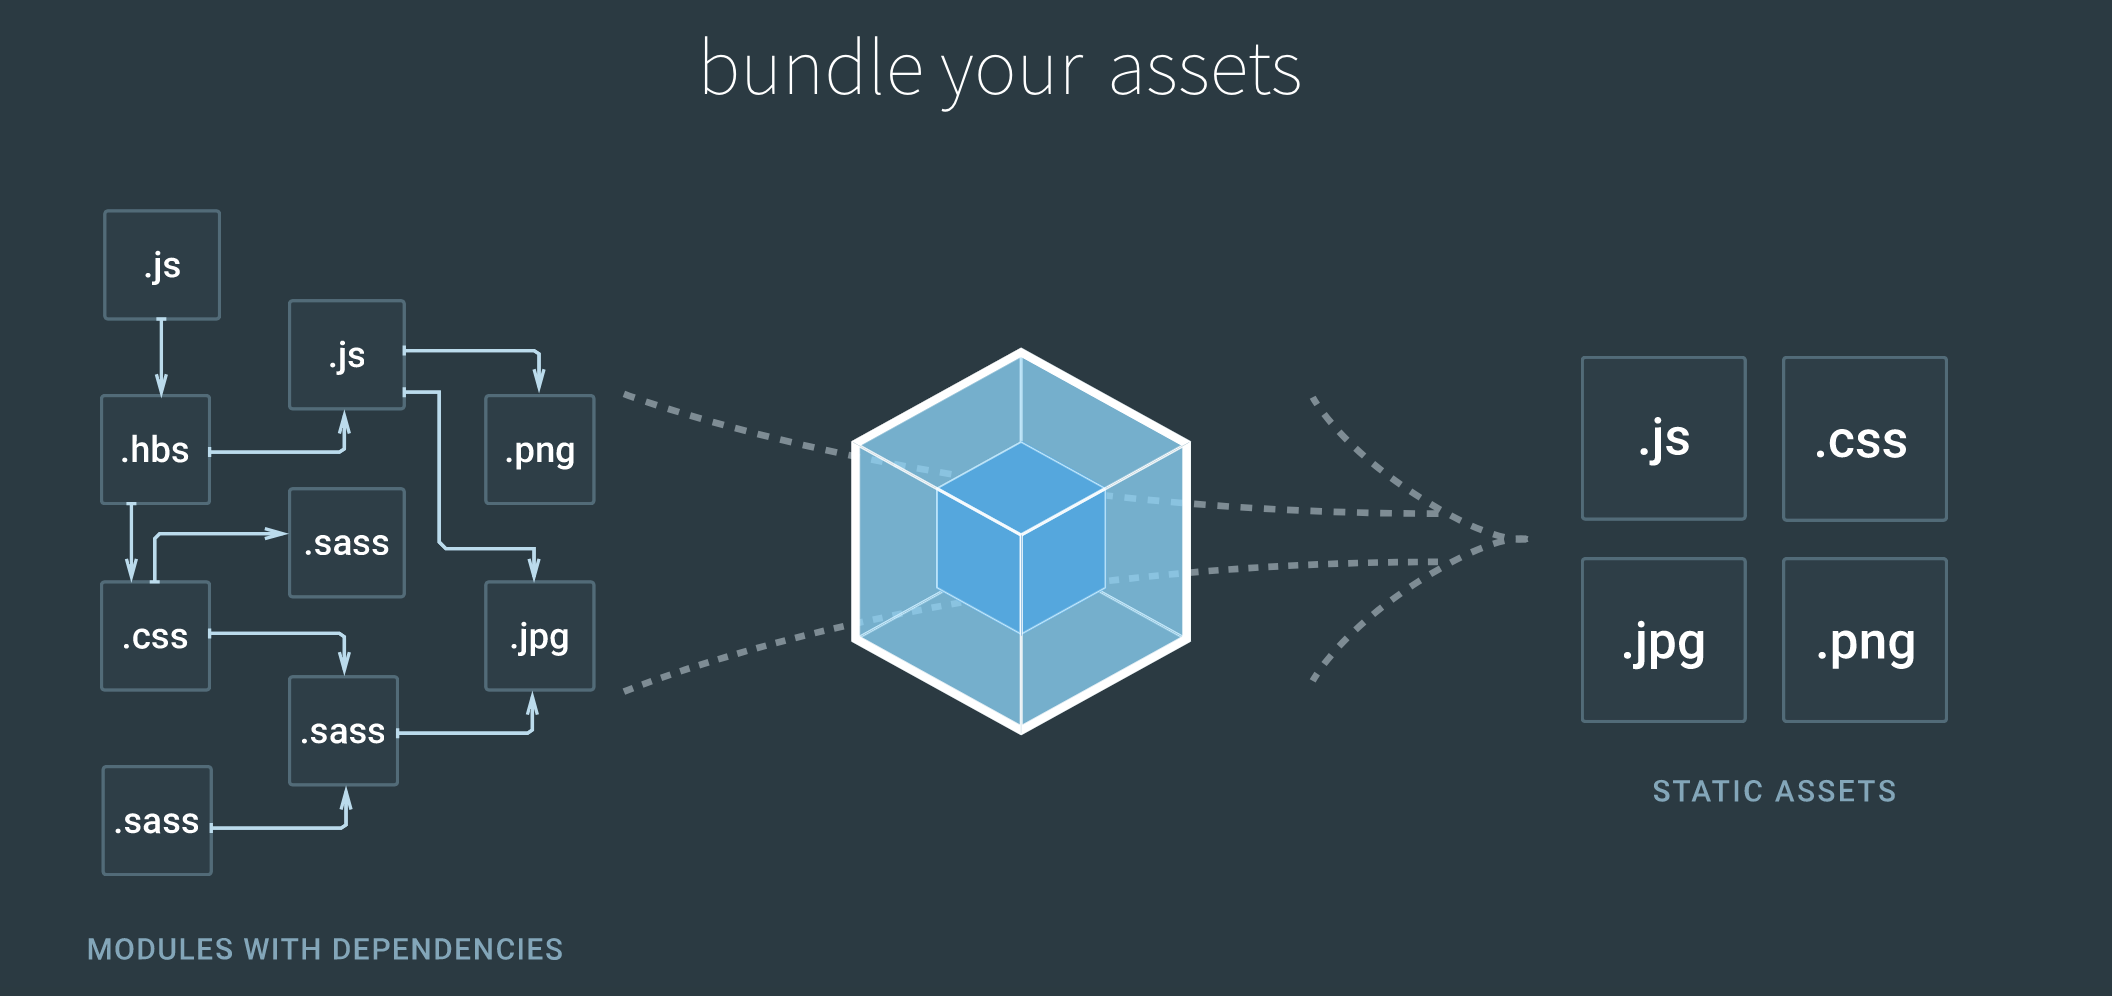 bundle your assets
.js
.js
.hbs
.png
.sass
.css
.jpg
.sass
.sass
MODULES WITH DEPENDENCIES
.js
.css
.jpg
.png
STATIC ASSETS